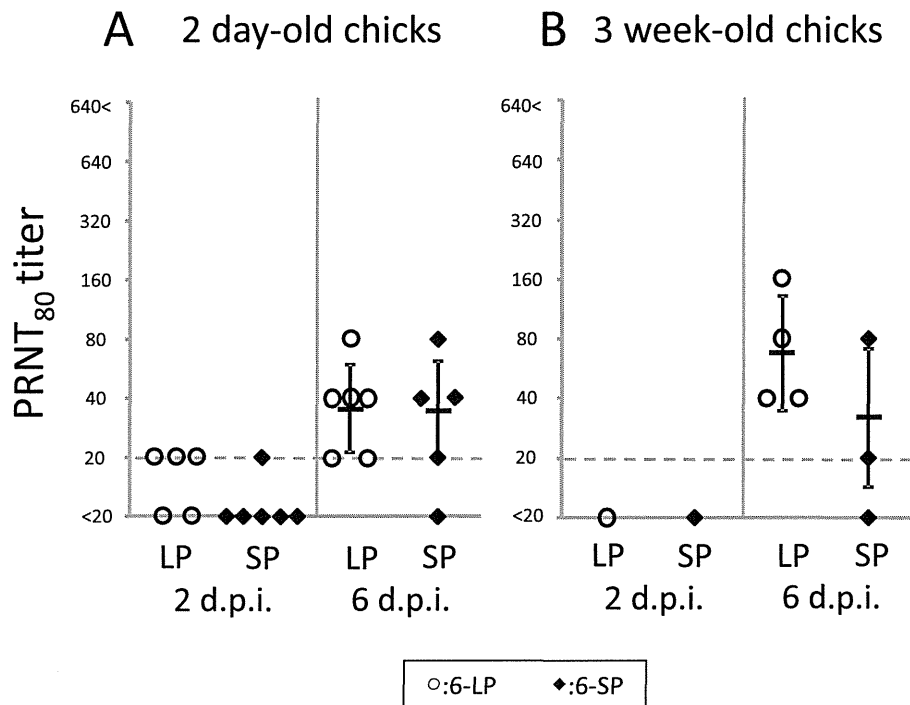 A 2 day-old chicks
B 3 week-old chicks
PRNT80 titer
640<
640
320
160
80
40
20
<20
640<
640
320
160
80
40
20
<20
LP SP LP SP
2 d.p.i. 6 d.p.i.
LP SP LP SP
2 d.p.i. 6 d.p.i.
○:6-LP ◆:6-SP